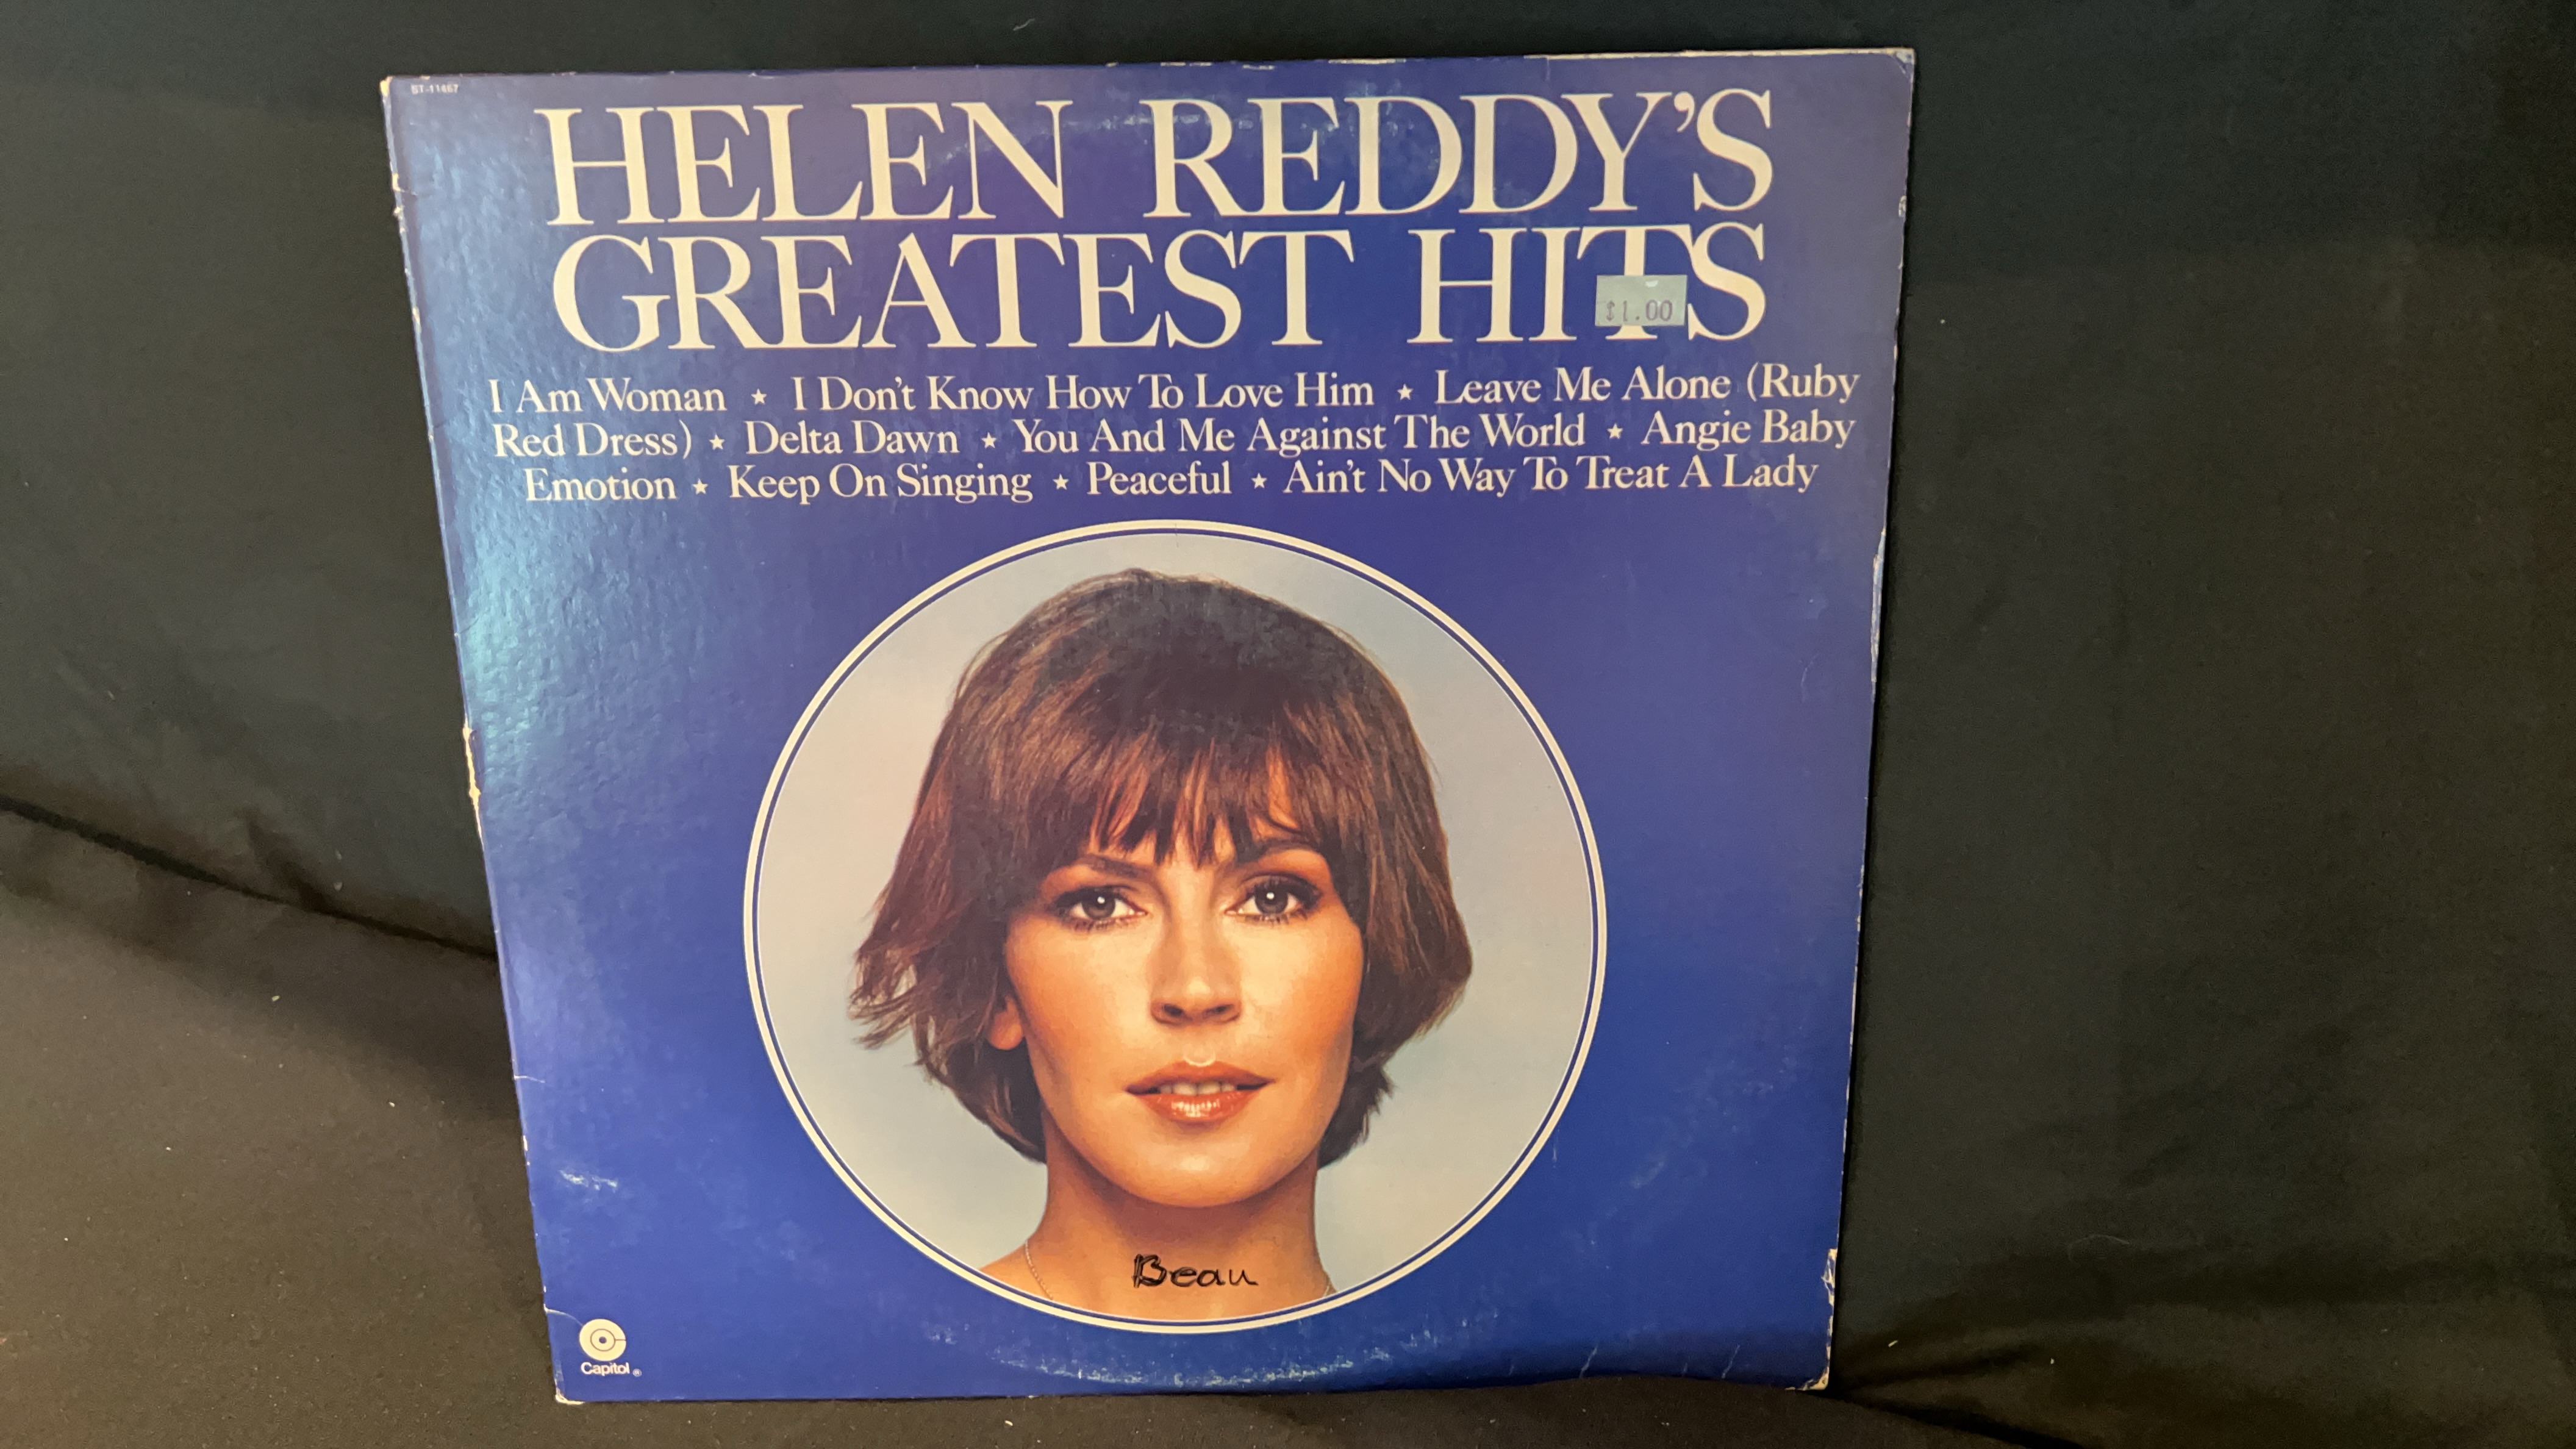 ST-11467
HELEN REDDY'S
GREATEST HITS
$1.00
I Am Woman ★ I Don't Know How To Love Him ★ Leave Me Alone (Ruby
Red Dress) ★ Delta Dawn ★ You And Me Against The World ★ Angie Baby
Emotion ★ Keep On Singing ★ Peaceful ★ Ain't No Way To Treat A Lady
Beau
Capitol®